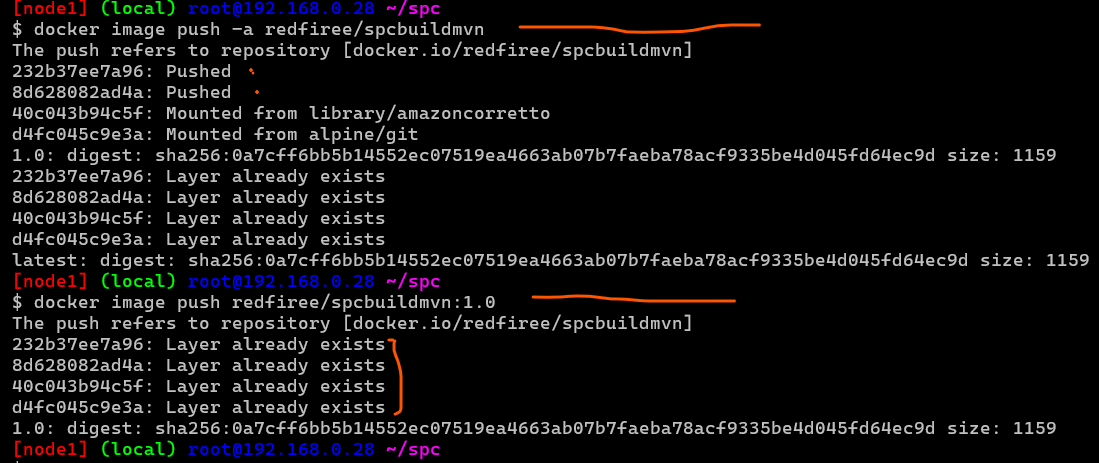 [node1] (local) root@192.168.0.28 ~/spc
$ docker image push -a redfiree/spcbuildmvn
The push refers to repository [docker.io/redfiree/spcbuildmvn]
232b37ee7a96: Pushed
8d628082ad4a: Pushed
40c043b94c5f: Mounted from library/amazoncorretto
d4fc045c9e3a: Mounted from alpine/git
1.0: digest: sha256:0a7cff6bb5b14552ec07519ea4663ab07b7faeba78acf9335be4d045fd64ec9d size: 1159
232b37ee7a96: Layer already exists
8d628082ad4a: Layer already exists
40c043b94c5f: Layer already exists
d4fc045c9e3a: Layer already exists
latest: digest: sha256:0a7cff6bb5b14552ec07519ea4663ab07b7faeba78acf9335be4d045fd64ec9d size: 1159
[node1] (local) root@192.168.0.28 ~/spc
$ docker image push redfiree/spcbuildmvn:1.0
The push refers to repository [docker.io/redfiree/spcbuildmvn]
232b37ee7a96: Layer already exists
8d628082ad4a: Layer already exists
40c043b94c5f: Layer already exists
d4fc045c9e3a: Layer already exists
1.0: digest: sha256:0a7cff6bb5b14552ec07519ea4663ab07b7faeba78acf9335be4d045fd64ec9d size: 1159
[node1] (local) root@192.168.0.28 ~/spc